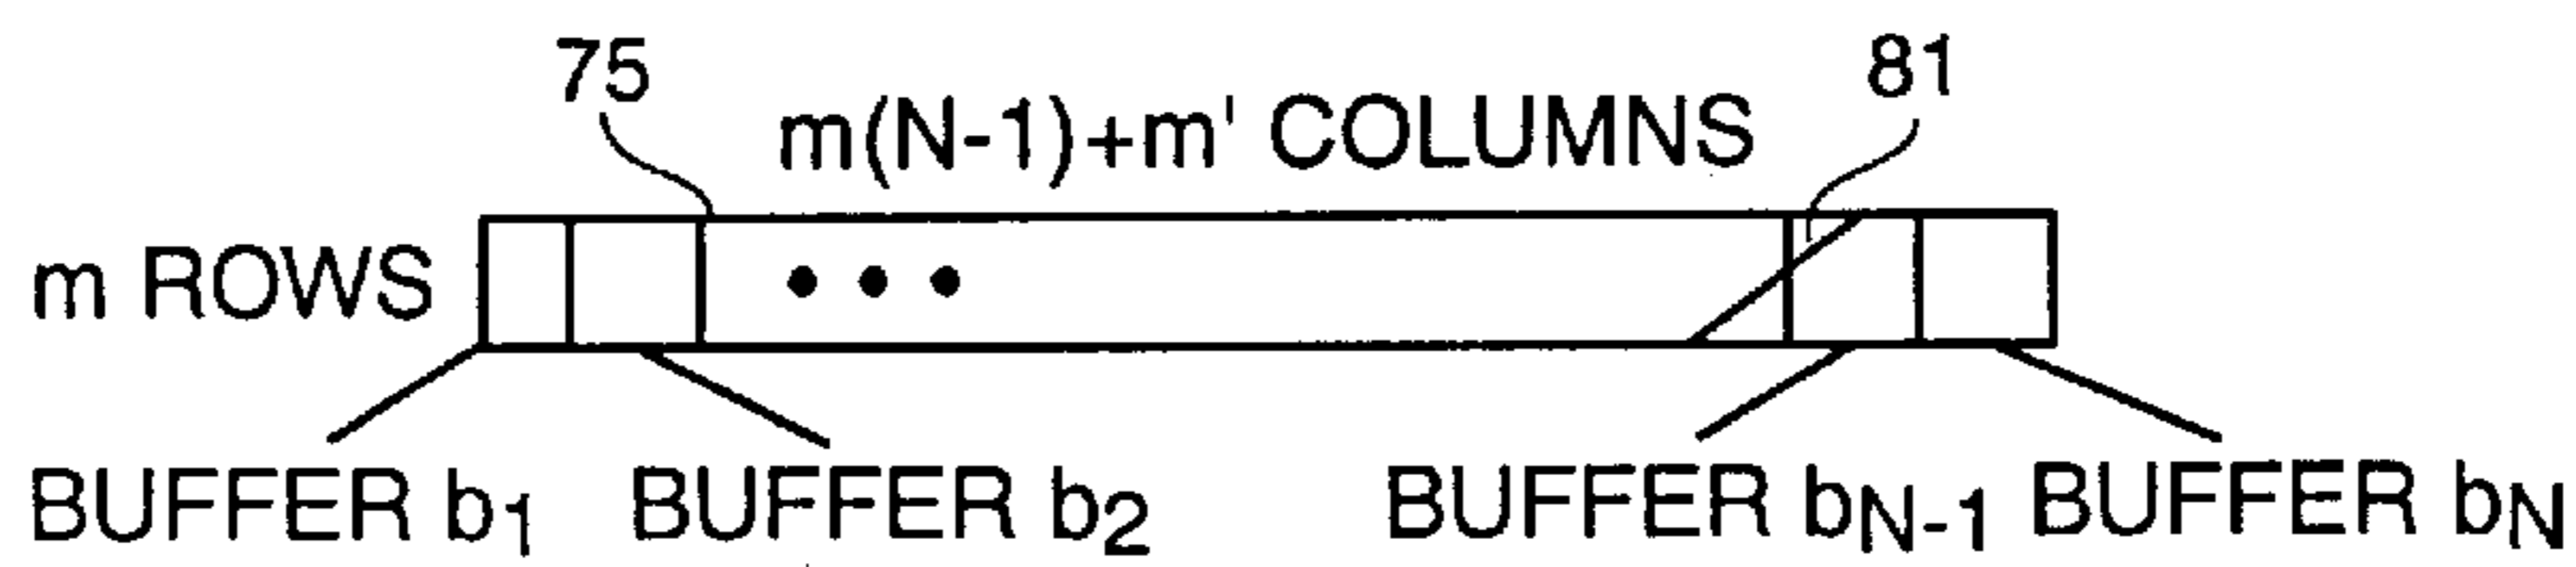 75
81
m(N-1)+m' COLUMNS
m ROWS
BUFFER b1 BUFFER b2 BUFFER bN-1 BUFFER bN